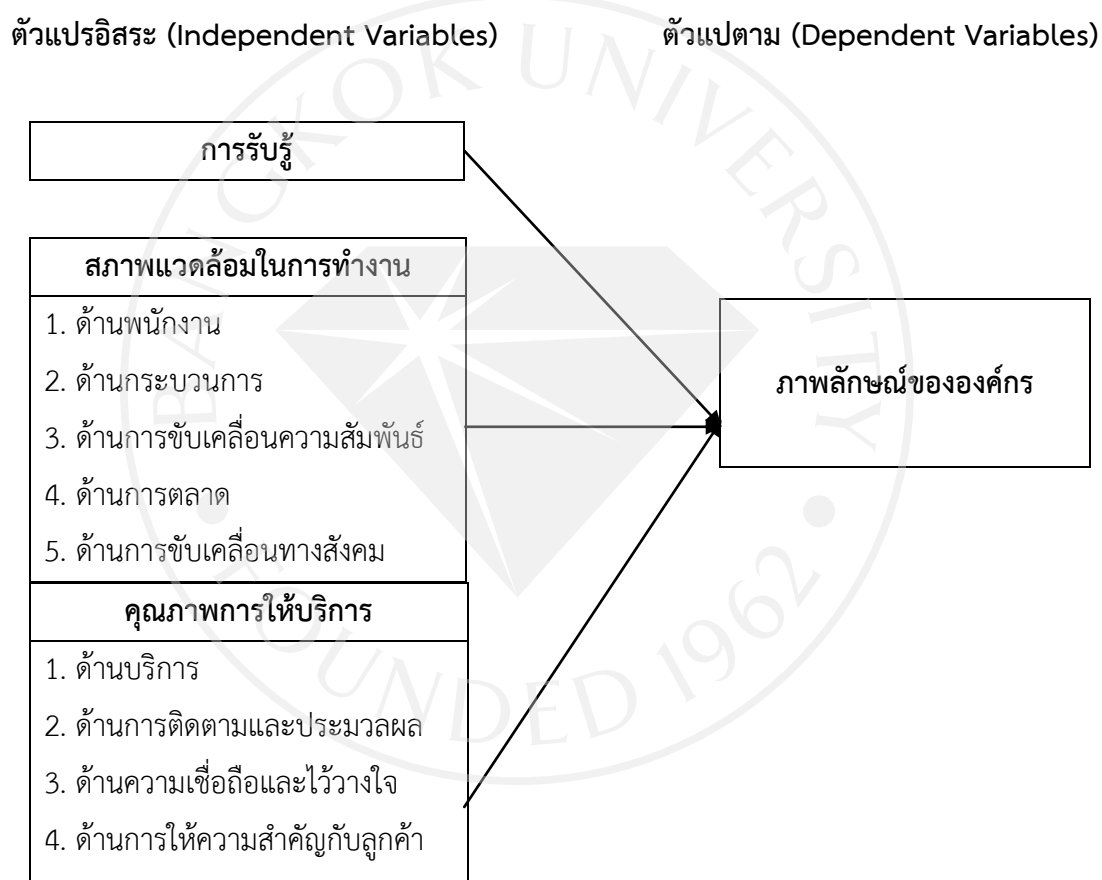 ตัวแปรอิสระ (Independent Variables)
ตัวแปตาม (Dependent Variables)
การรับรู้
สภาพแวดล้อมในการทำงาน
1. ด้านพนักงาน
2. ด้านกระบวนการ
3. ด้านการขับเคลื่อนความสัมพันธ์
4. ด้านการตลาด
5. ด้านการขับเคลื่อนทางสังคม
คุณภาพการให้บริการ
1. ด้านบริการ
2. ด้านการติดตามและประมวลผล
3. ด้านความเชื่อถือและไว้วางใจ
4. ด้านการให้ความสำคัญกับลูกค้า
ภาพลักษณ์ขององค์กร
BANGKOK UNIVERSITY
FOUNDED 1962